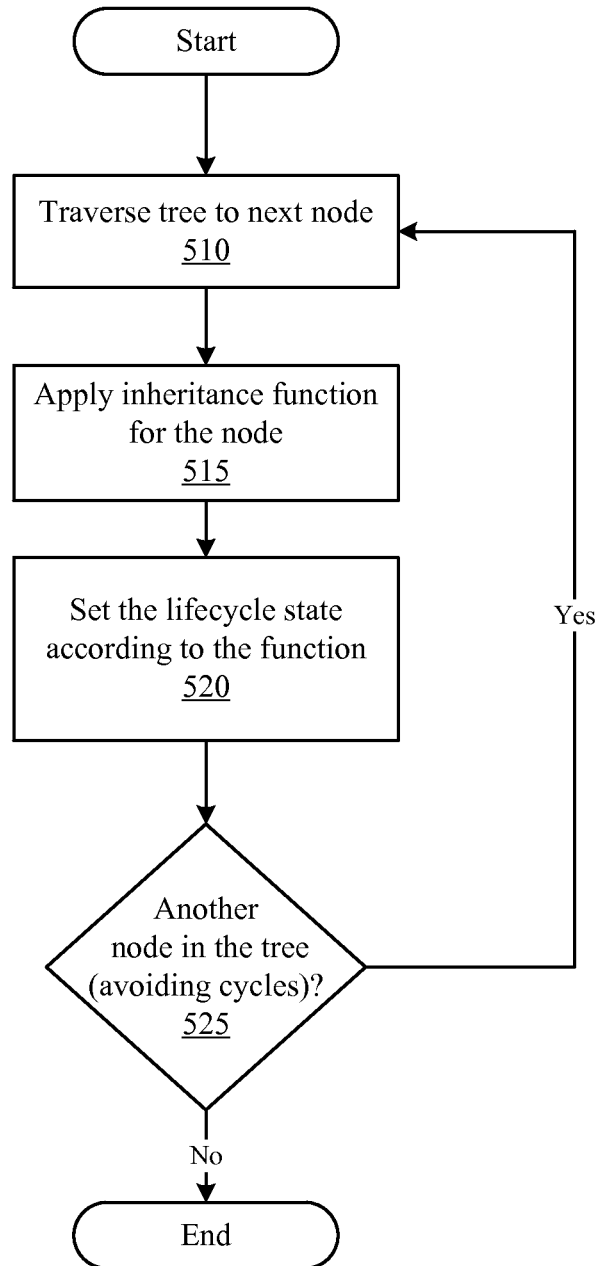 Start
Traverse tree to next node
510
Apply inheritance function
for the node
515
Set the lifecycle state
according to the function
520
Yes
Another
node in the tree
(avoiding cycles)?
525
No
End